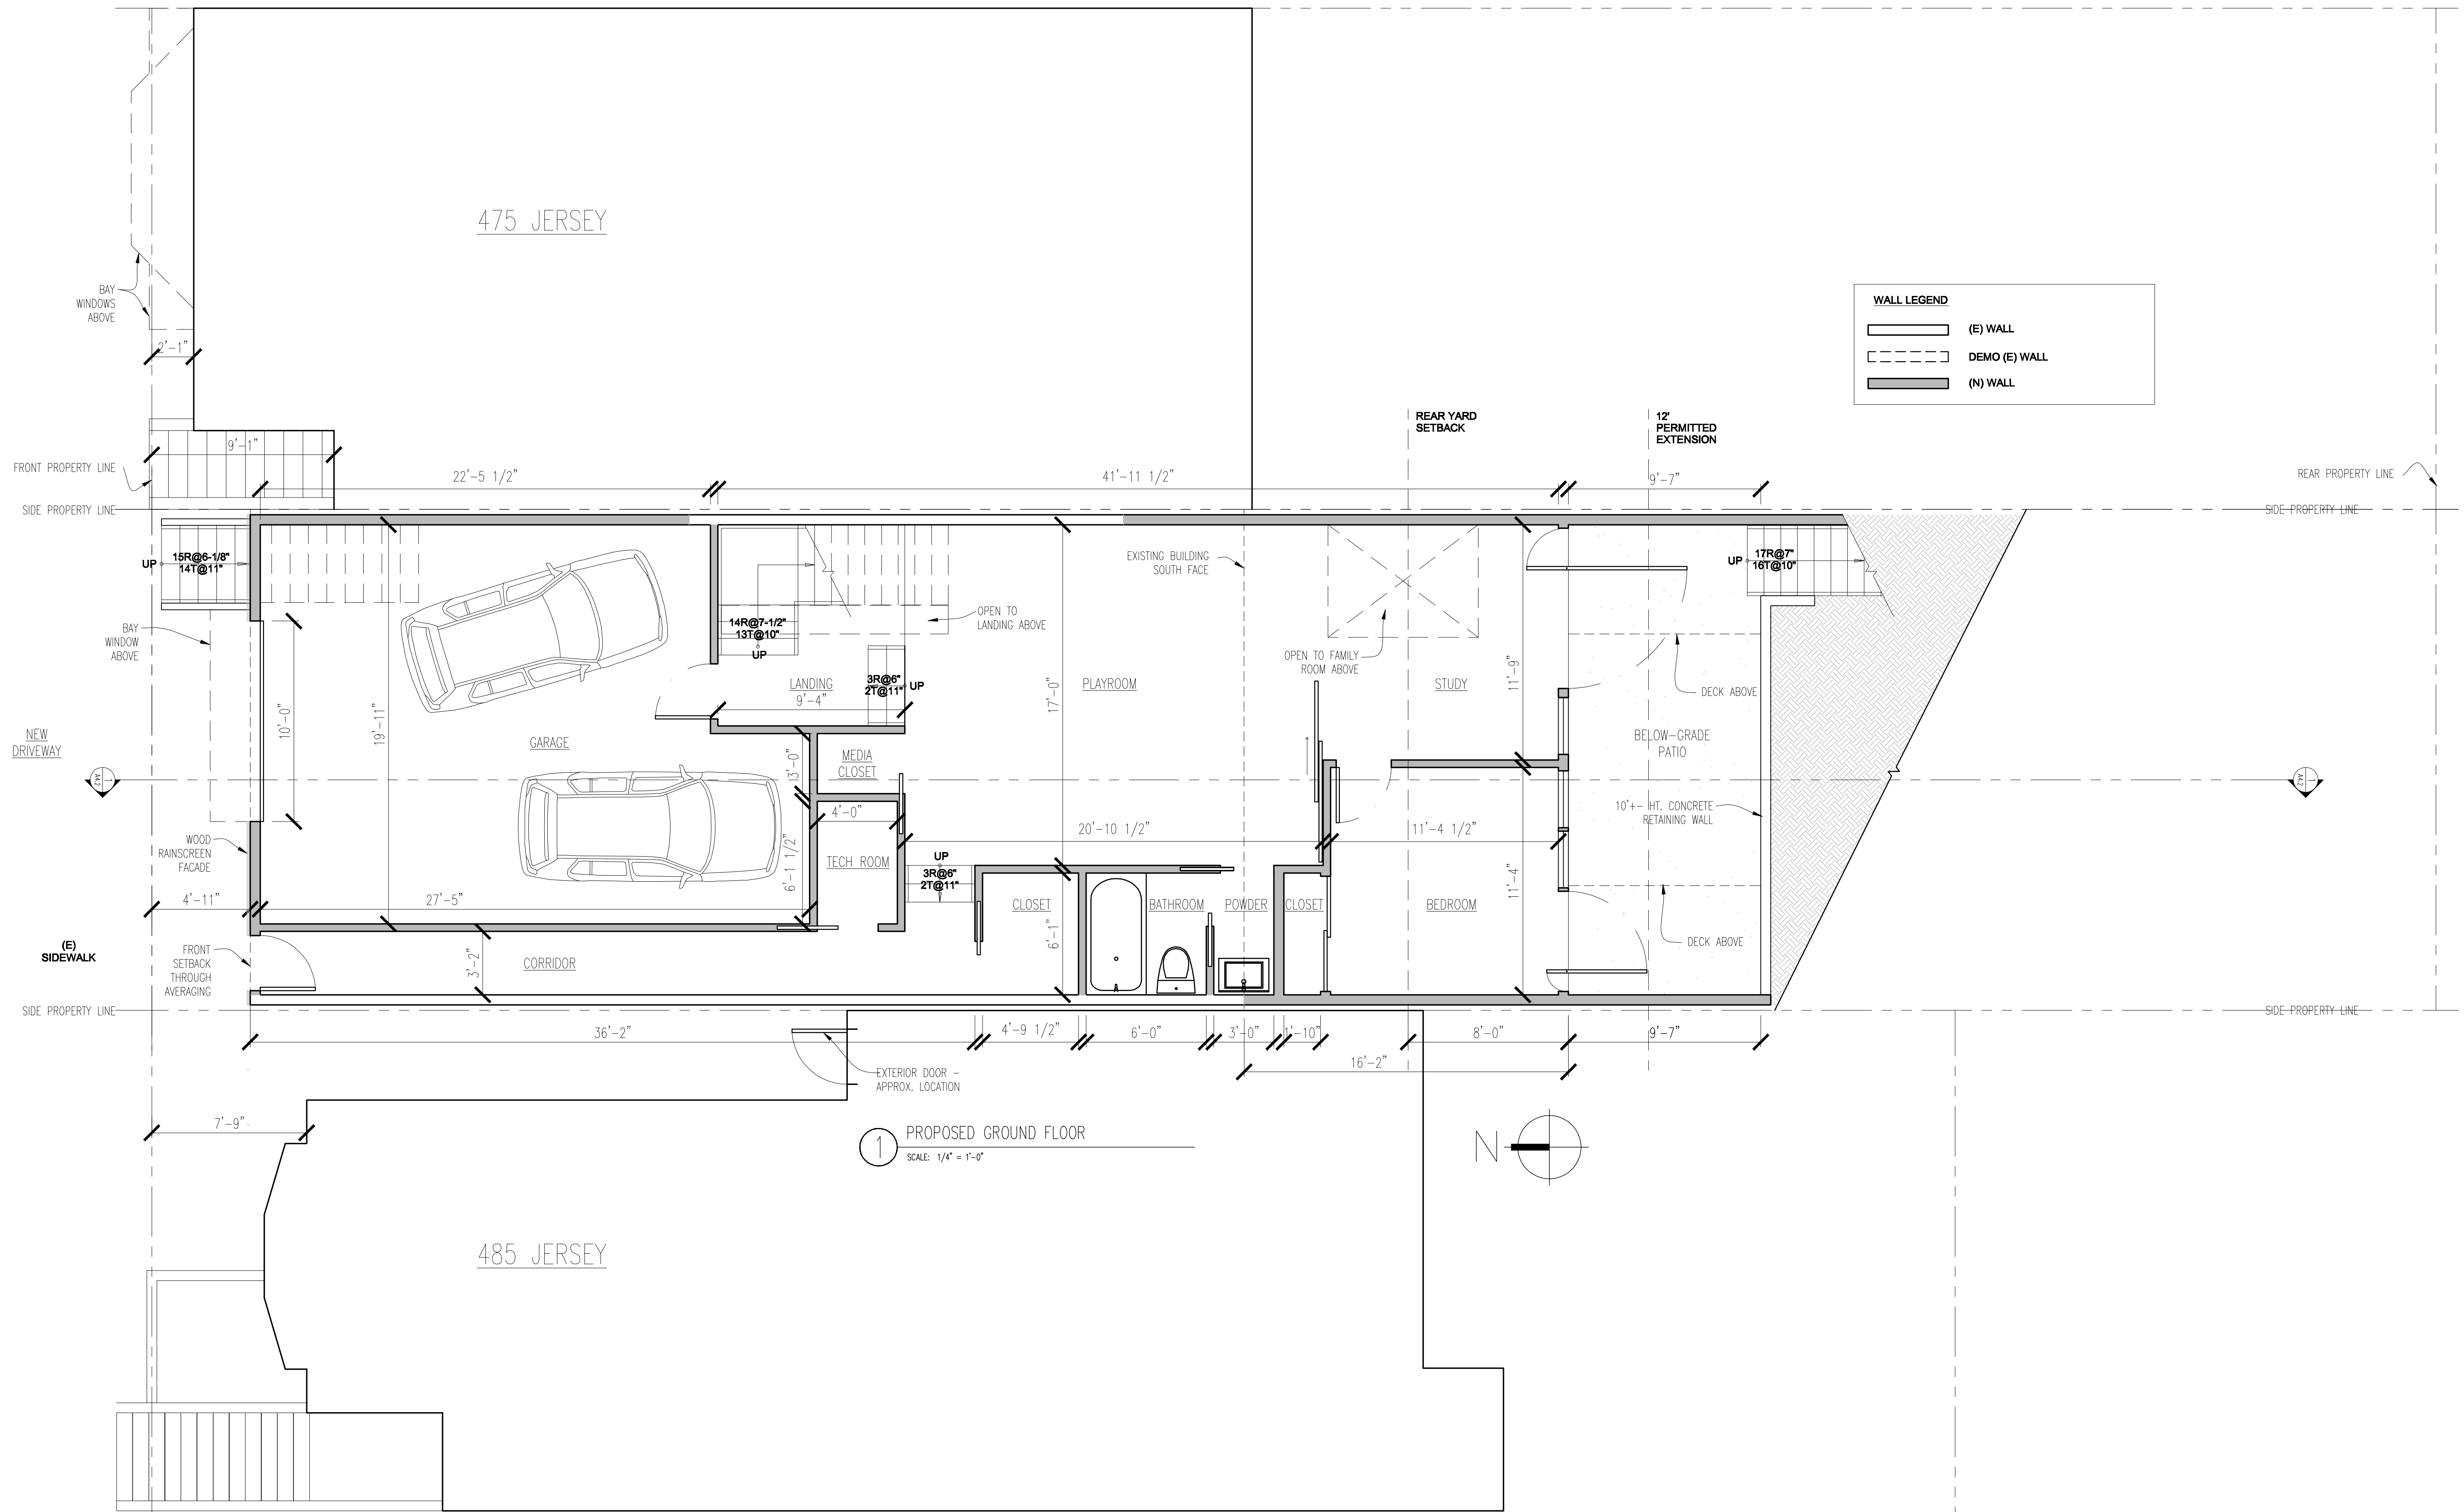 475 JERSEY
BAY
WINDOWS
ABOVE
2'-1"
WALL LEGEND
(E) WALL
DEMO (E) WALL
(N) WALL
REAR YARD
SETBACK
12'
PERMITTED
EXTENSION
9'-1"
FRONT PROPERTY LINE
22'-5 1/2"
41'-11 1/2"
9'-7"
REAR PROPERTY LINE
SIDE PROPERTY LINE
SIDE PROPERTY LINE
UP
15R@6-1/8"
14T@11"
EXISTING BUILDING
SOUTH FACE
UP
17R@7"
16T@10"
BAY
WINDOW
ABOVE
14R@7-1/2"
13T@10"
UP
OPEN TO
LANDING ABOVE
OPEN TO FAMILY
ROOM ABOVE
LANDING
9'-4"
3R@6"
2T@11"
UP
PLAYROOM
17'-0"
STUDY
11'-9"
DECK ABOVE
NEW
DRIVEWAY
10'-0"
19'-11"
GARAGE
MEDIA
CLOSET
3'-0"
BELOW-GRADE
PATIO
1
A4.2
1
A4.2
10'+- HT. CONCRETE
RETAINING WALL
4'-0"
20'-10 1/2"
11'-4 1/2"
WOOD
RAINSCREEN
FACADE
6'-1 1/2"
TECH ROOM
UP
3R@6"
2T@11"
11'-4"
4'-11"
27'-5"
CLOSET
BATHROOM
POWDER
CLOSET
BEDROOM
6'-1"
(E)
SIDEWALK
FRONT
SETBACK
THROUGH
AVERAGING
3'-2"
CORRIDOR
DECK ABOVE
SIDE PROPERTY LINE
SIDE PROPERTY LINE
36'-2"
4'-9 1/2"
6'-0"
3'-0"
1'-10"
8'-0"
9'-7"
16'-2"
EXTERIOR DOOR -
APPROX. LOCATION
7'-9"
1
PROPOSED GROUND FLOOR
SCALE: 1/4" = 1'-0"
N
485 JERSEY